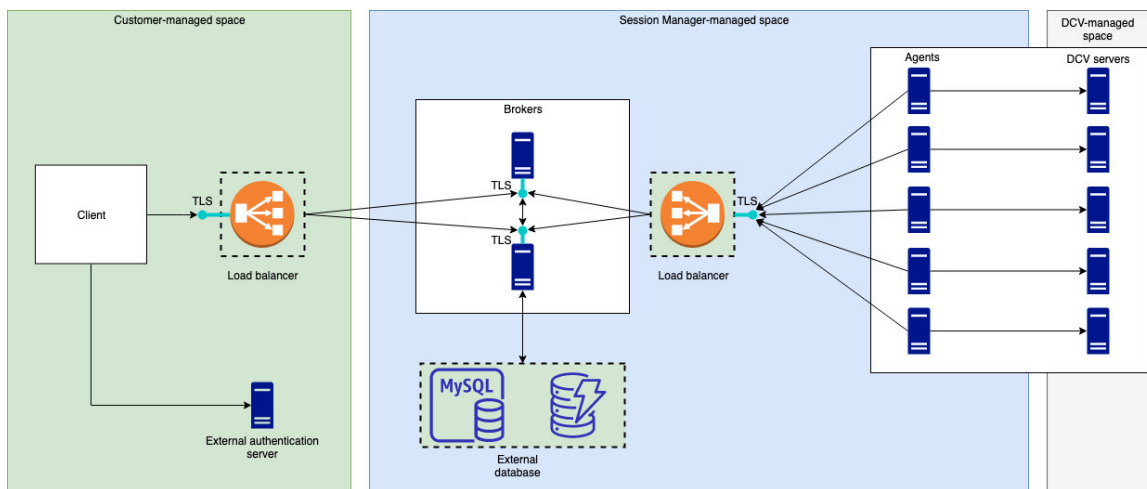 Customer-managed space
Session Manager-managed space
DCV-managed
space
Agents
DCV servers
Brokers
TLS
TLS
TLS
TLS
Client
Load balancer
Load balancer
MySQL
External authentication
server
External
database